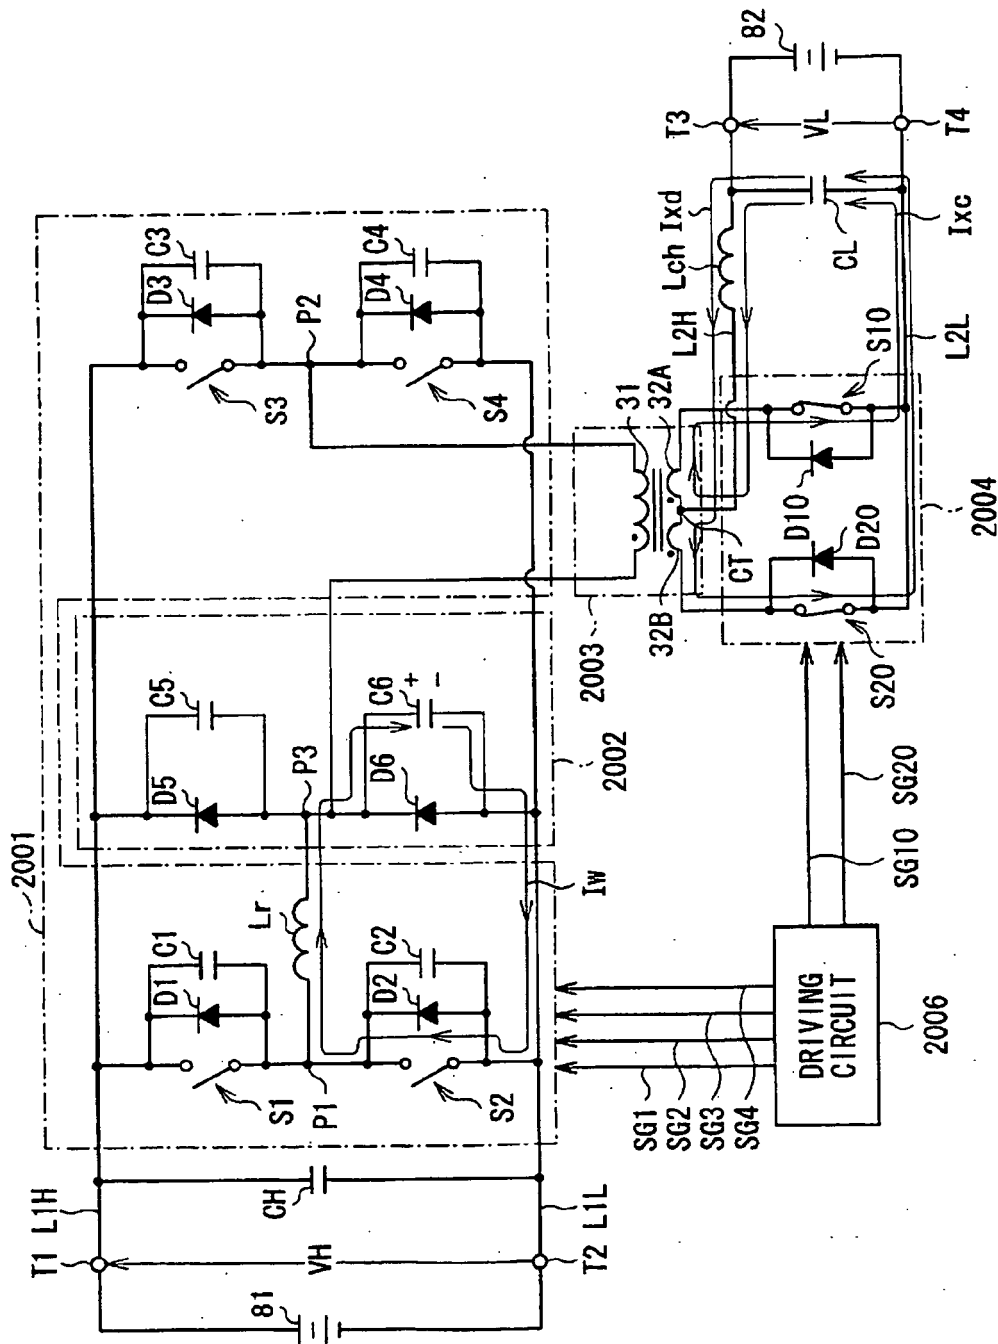 2001
T1
L1H
VH
81
CH
T2
L1L
S1
D1
C1
P1
Lr
S2
D2
C2
Iw
D5
C5
P3
D6
C6
+
-
2002
S3
D3
C3
P2
S4
D4
C4
2003
31
32A
32B
CT
L2H
Lch
Ixd
T3
82
VL
T4
CL
Ixc
L2L
S10
D10
D20
S20
2004
SG1
SG2
SG3
SG4
DRIVING
CIRCUIT
2006
SG10
SG20